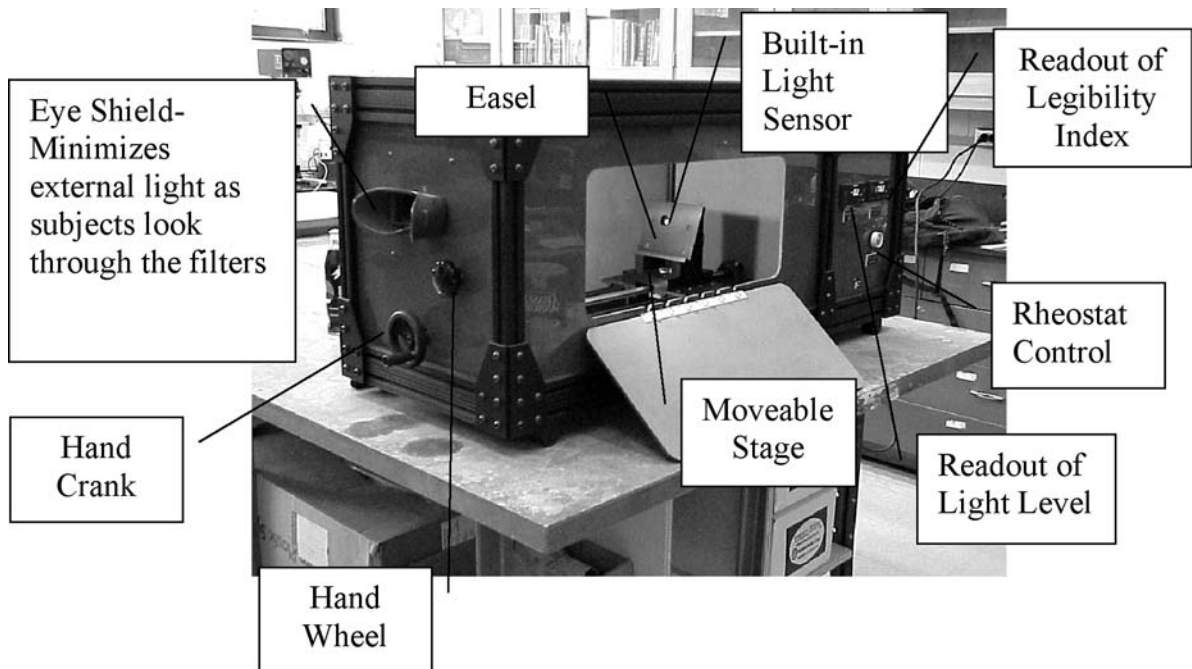 Eye Shield-
Minimizes
external light as
subjects look
through the filters
Easel
Built-in
Light
Sensor
Readout of
Legibility
Index
Rheostat
Control
Moveable
Stage
Readout of
Light Level
Hand
Crank
Hand
Wheel